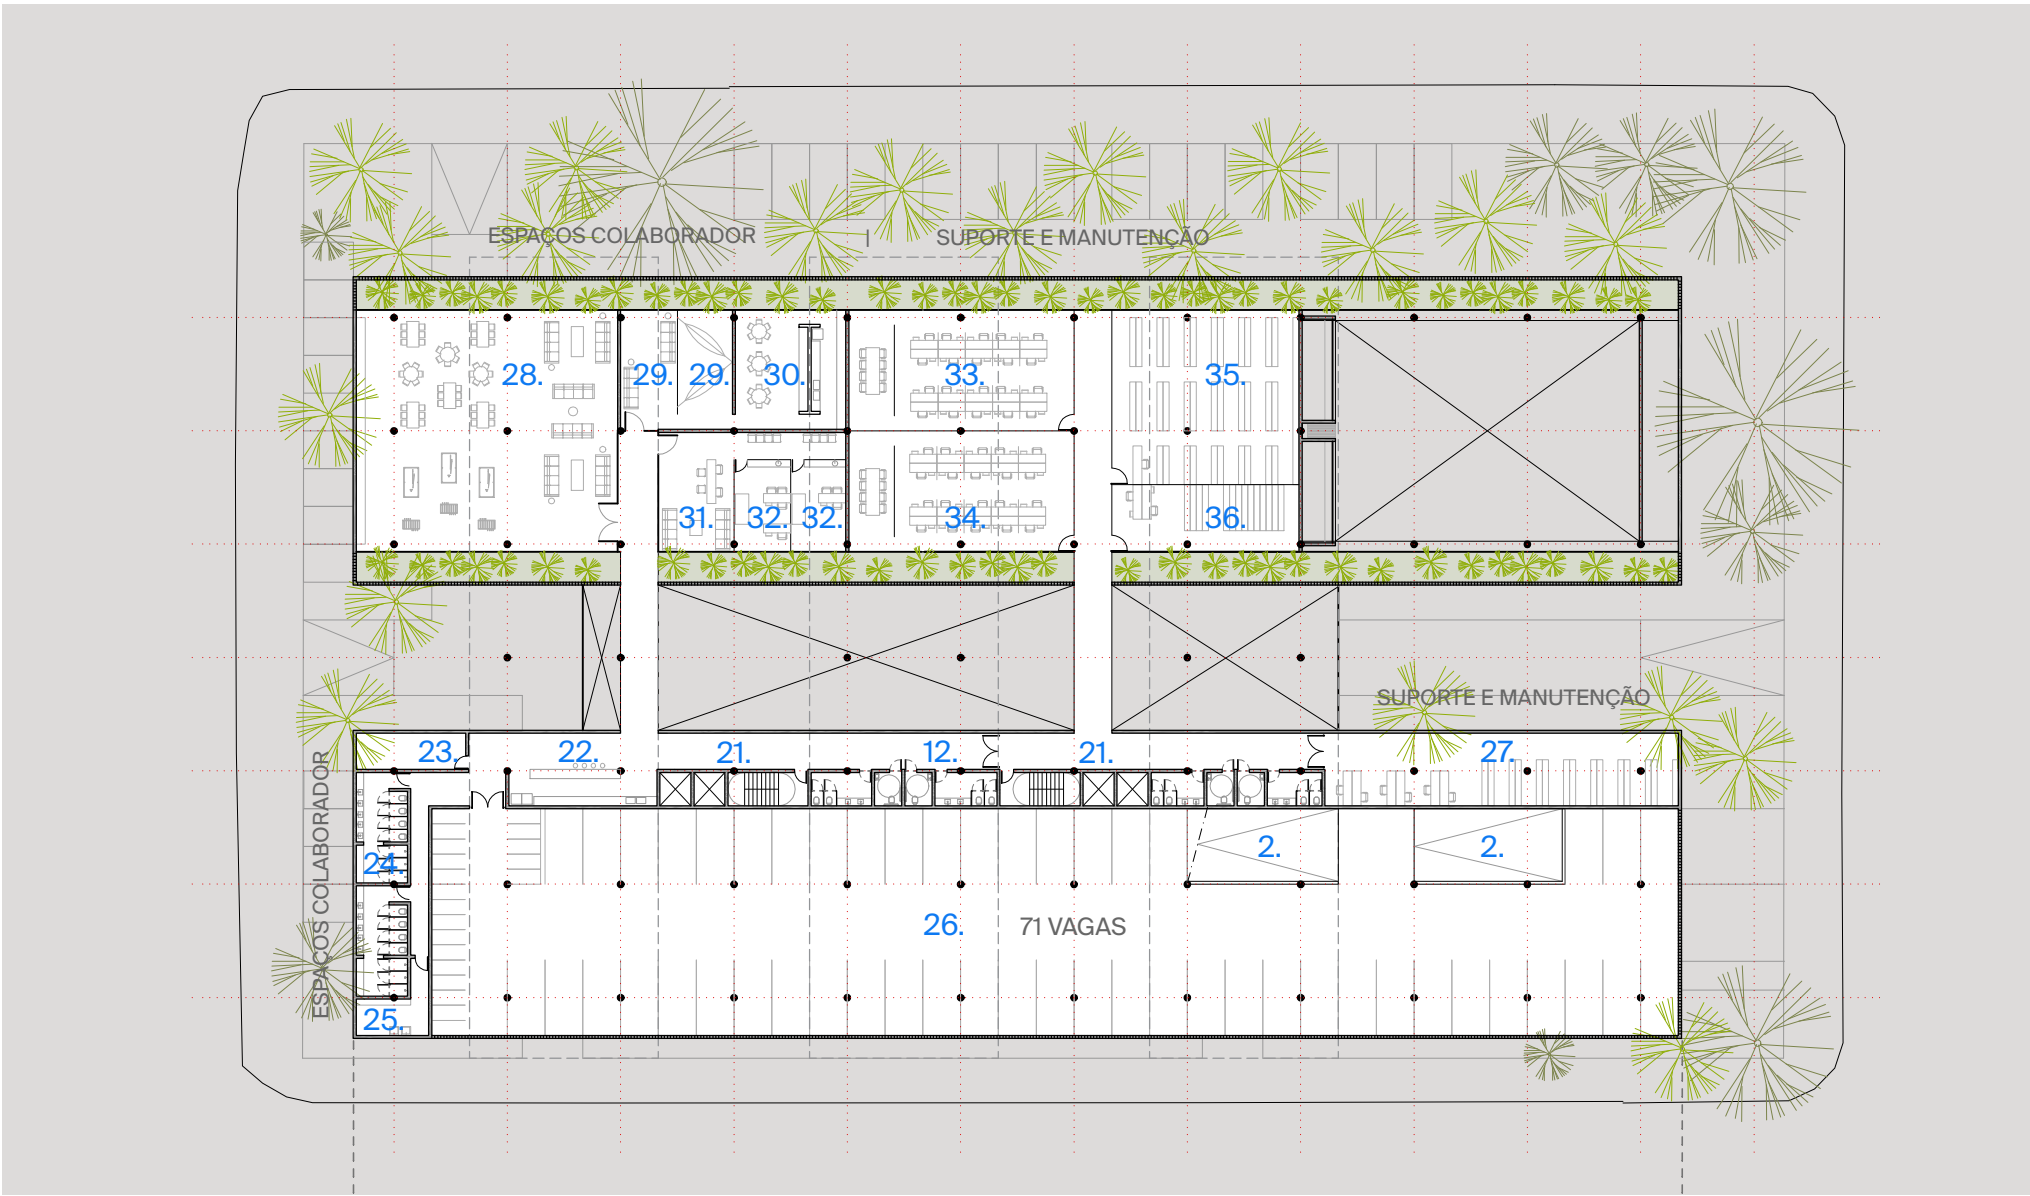 ESPAÇOS COLABORADOR | SUPORTE E MANUTENÇÃO
28. 29. 29. 30. 33. 35.
31. 32. 32. 34. 36.
SUPORTE E MANUTENÇÃO
23. 22. 21. 12. 21. 27.
ESPAÇOS COLABORADOR
24. 2. 2.
26. 71 VAGAS
25.